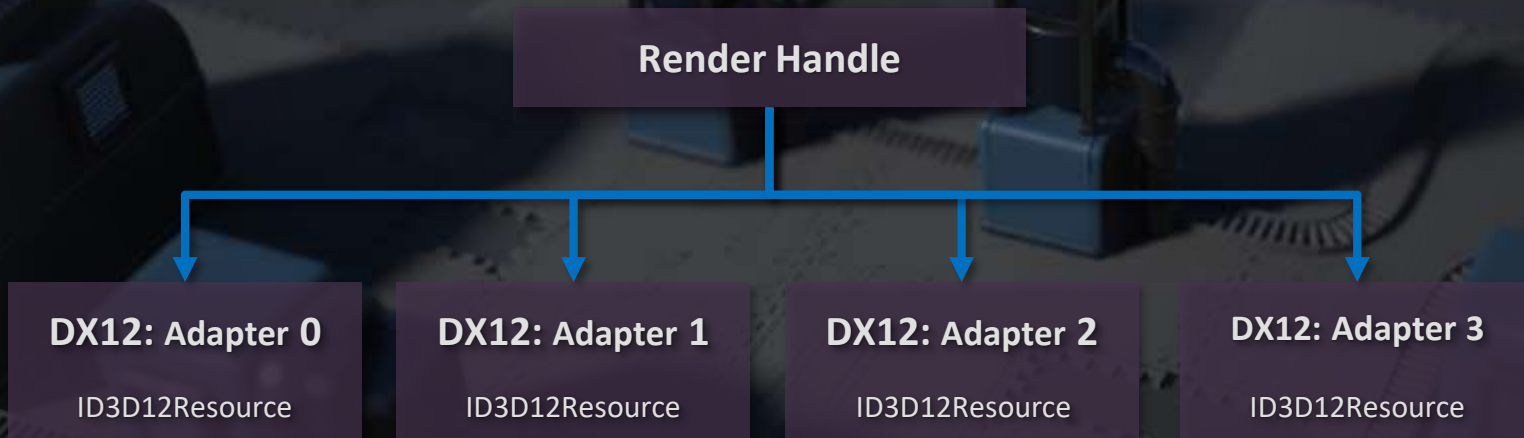 Render Handle
DX12: Adapter 0
ID3D12Resource
DX12: Adapter 1
ID3D12Resource
DX12: Adapter 2
ID3D12Resource
DX12: Adapter 3
ID3D12Resource